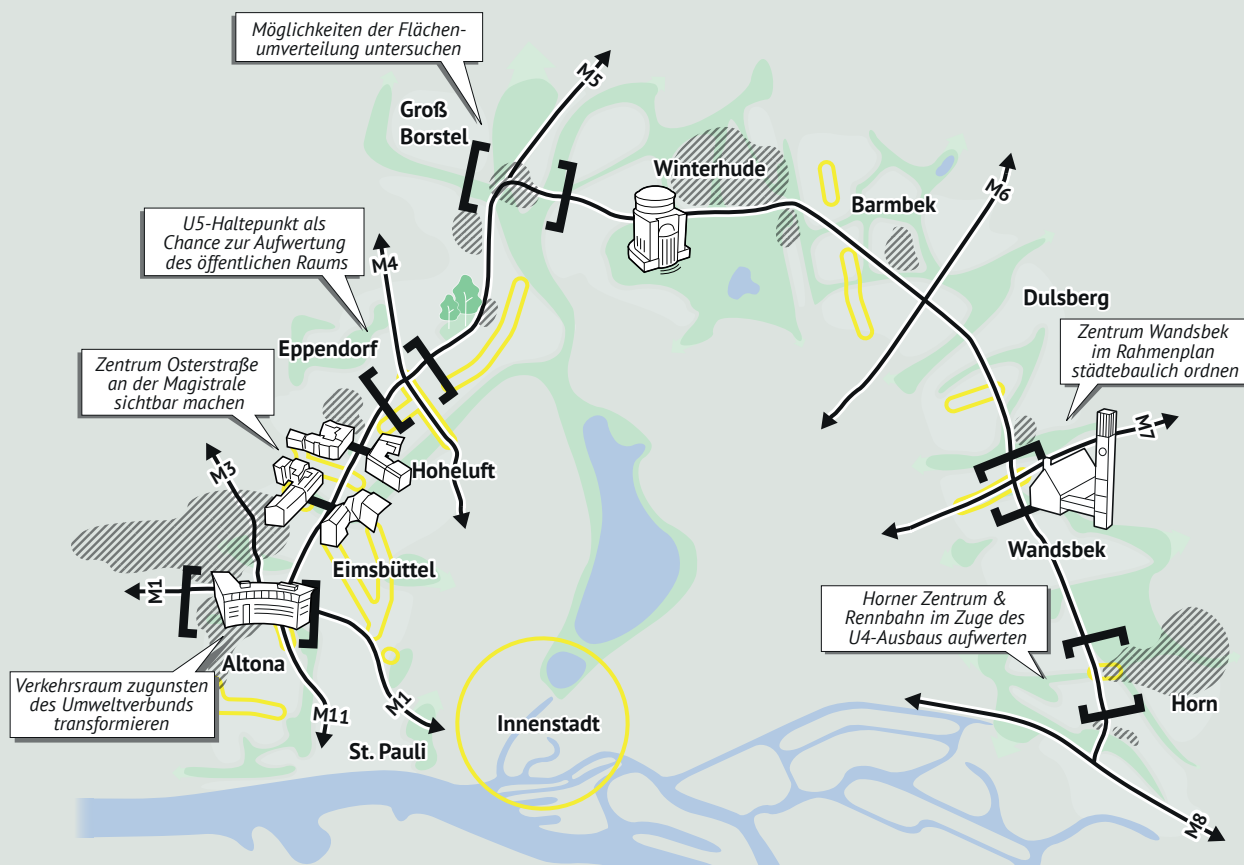 Möglichkeiten der Flächen-
umverteilung untersuchen
M5
Groß
Borstel
Winterhude
Barmbek
M6
U5-Haltepunkt als
Chance zur Aufwertung
des öffentlichen Raums
M4
Dulsberg
Zentrum Wandsbek
im Rahmenplan
städtebaulich ordnen
Eppendorf
Zentrum Osterstraße
an der Magistrale
sichtbar machen
M7
M3
Hoheluft
Wandsbek
Eimsbüttel
M1
Horner Zentrum &
Rennbahn im Zuge des
U4-Ausbaus aufwerten
Altona
Verkehrsraum zugunsten
des Umweltverbunds
transformieren
M11
M1
Innenstadt
Horn
St. Pauli
M8